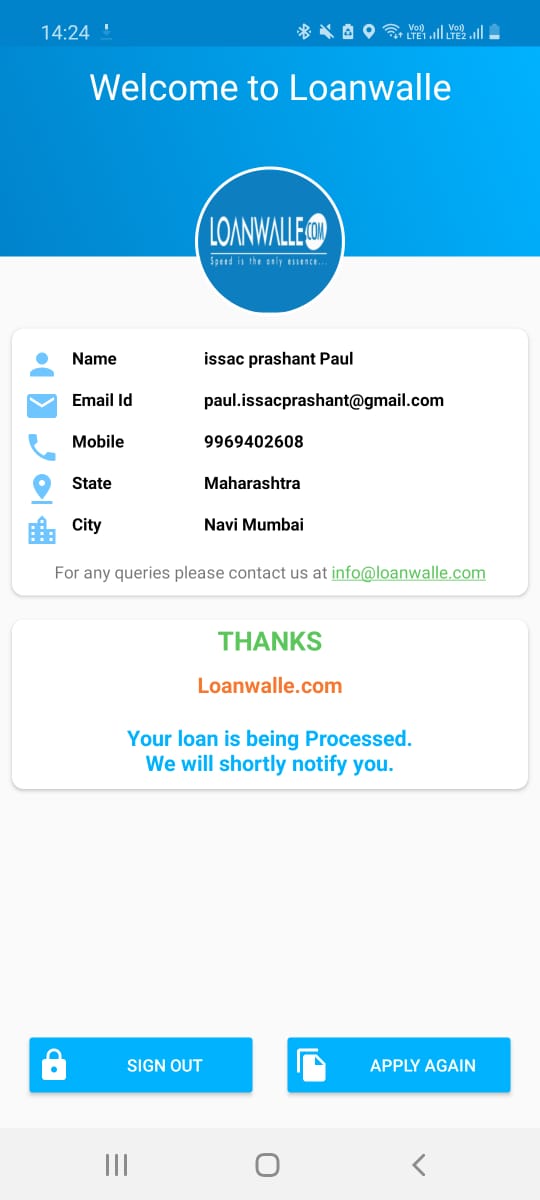 14:24
Vo) LTE1 Vo) LTE2
Welcome to Loanwalle
LOANWALLE.COM
Speed is the only essence...
Name issac prashant Paul
Email Id paul.issacprashant@gmail.com
Mobile 9969402608
State Maharashtra
City Navi Mumbai
For any queries please contact us at info@loanwalle.com
THANKS
Loanwalle.com
Your loan is being Processed.
We will shortly notify you.
SIGN OUT APPLY AGAIN